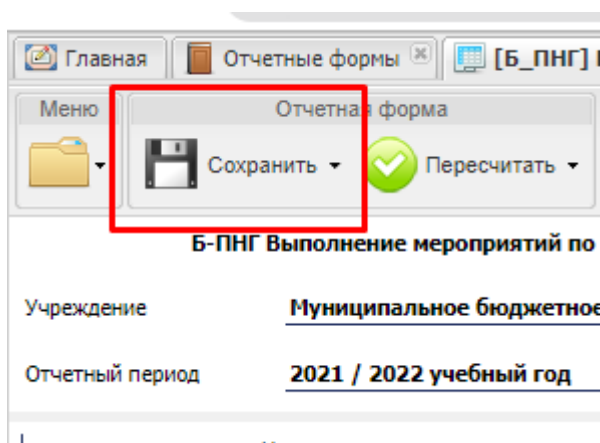 Главная Отчетные формы [Б_ПНГ]
Меню Отчетная форма
Сохранить Пересчитать
Б-ПНГ Выполнение мероприятий по
Учреждение Муниципальное бюджетное
Отчетный период 2021 / 2022 учебный год